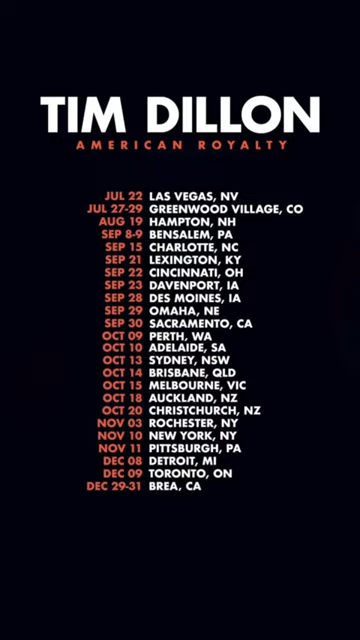 TIM DILLON
AMERICAN ROYALTY
JUL 22 LAS VEGAS, NV
JUL 27-29 GREENWOOD VILLAGE, CO
AUG 19 HAMPTON, NH
SEP 8-9 BENSALEM, PA
SEP 15 CHARLOTTE, NC
SEP 21 LEXINGTON, KY
SEP 22 CINCINNATI, OH
SEP 23 DAVENPORT, IA
SEP 28 DES MOINES, IA
SEP 29 OMAHA, NE
SEP 30 SACRAMENTO, CA
OCT 09 PERTH, WA
OCT 10 ADELAIDE, SA
OCT 13 SYDNEY, NSW
OCT 14 BRISBANE, QLD
OCT 15 MELBOURNE, VIC
OCT 18 AUCKLAND, NZ
OCT 20 CHRISTCHURCH, NZ
NOV 03 ROCHESTER, NY
NOV 10 NEW YORK, NY
NOV 11 PITTSBURGH, PA
DEC 08 DETROIT, MI
DEC 09 TORONTO, ON
DEC 29-31 BREA, CA